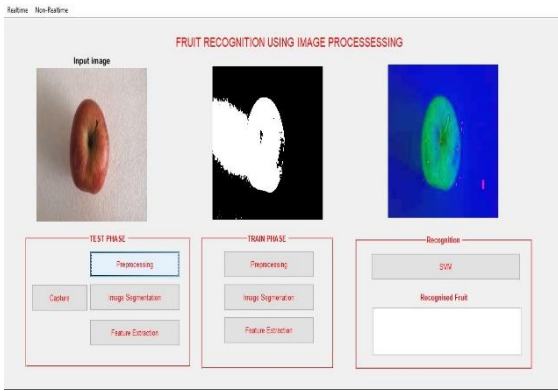 Realtime Non-Realtime
FRUIT RECOGNITION USING IMAGE PROCESSESSING
Input image
TEST PHASE
Preprocessing
Capture
Image Segmentation
Feature Extraction
TRAIN PHASE
Preprocessing
Image Segmentation
Feature Extraction
Recognition
SVM
Recognised Fruit